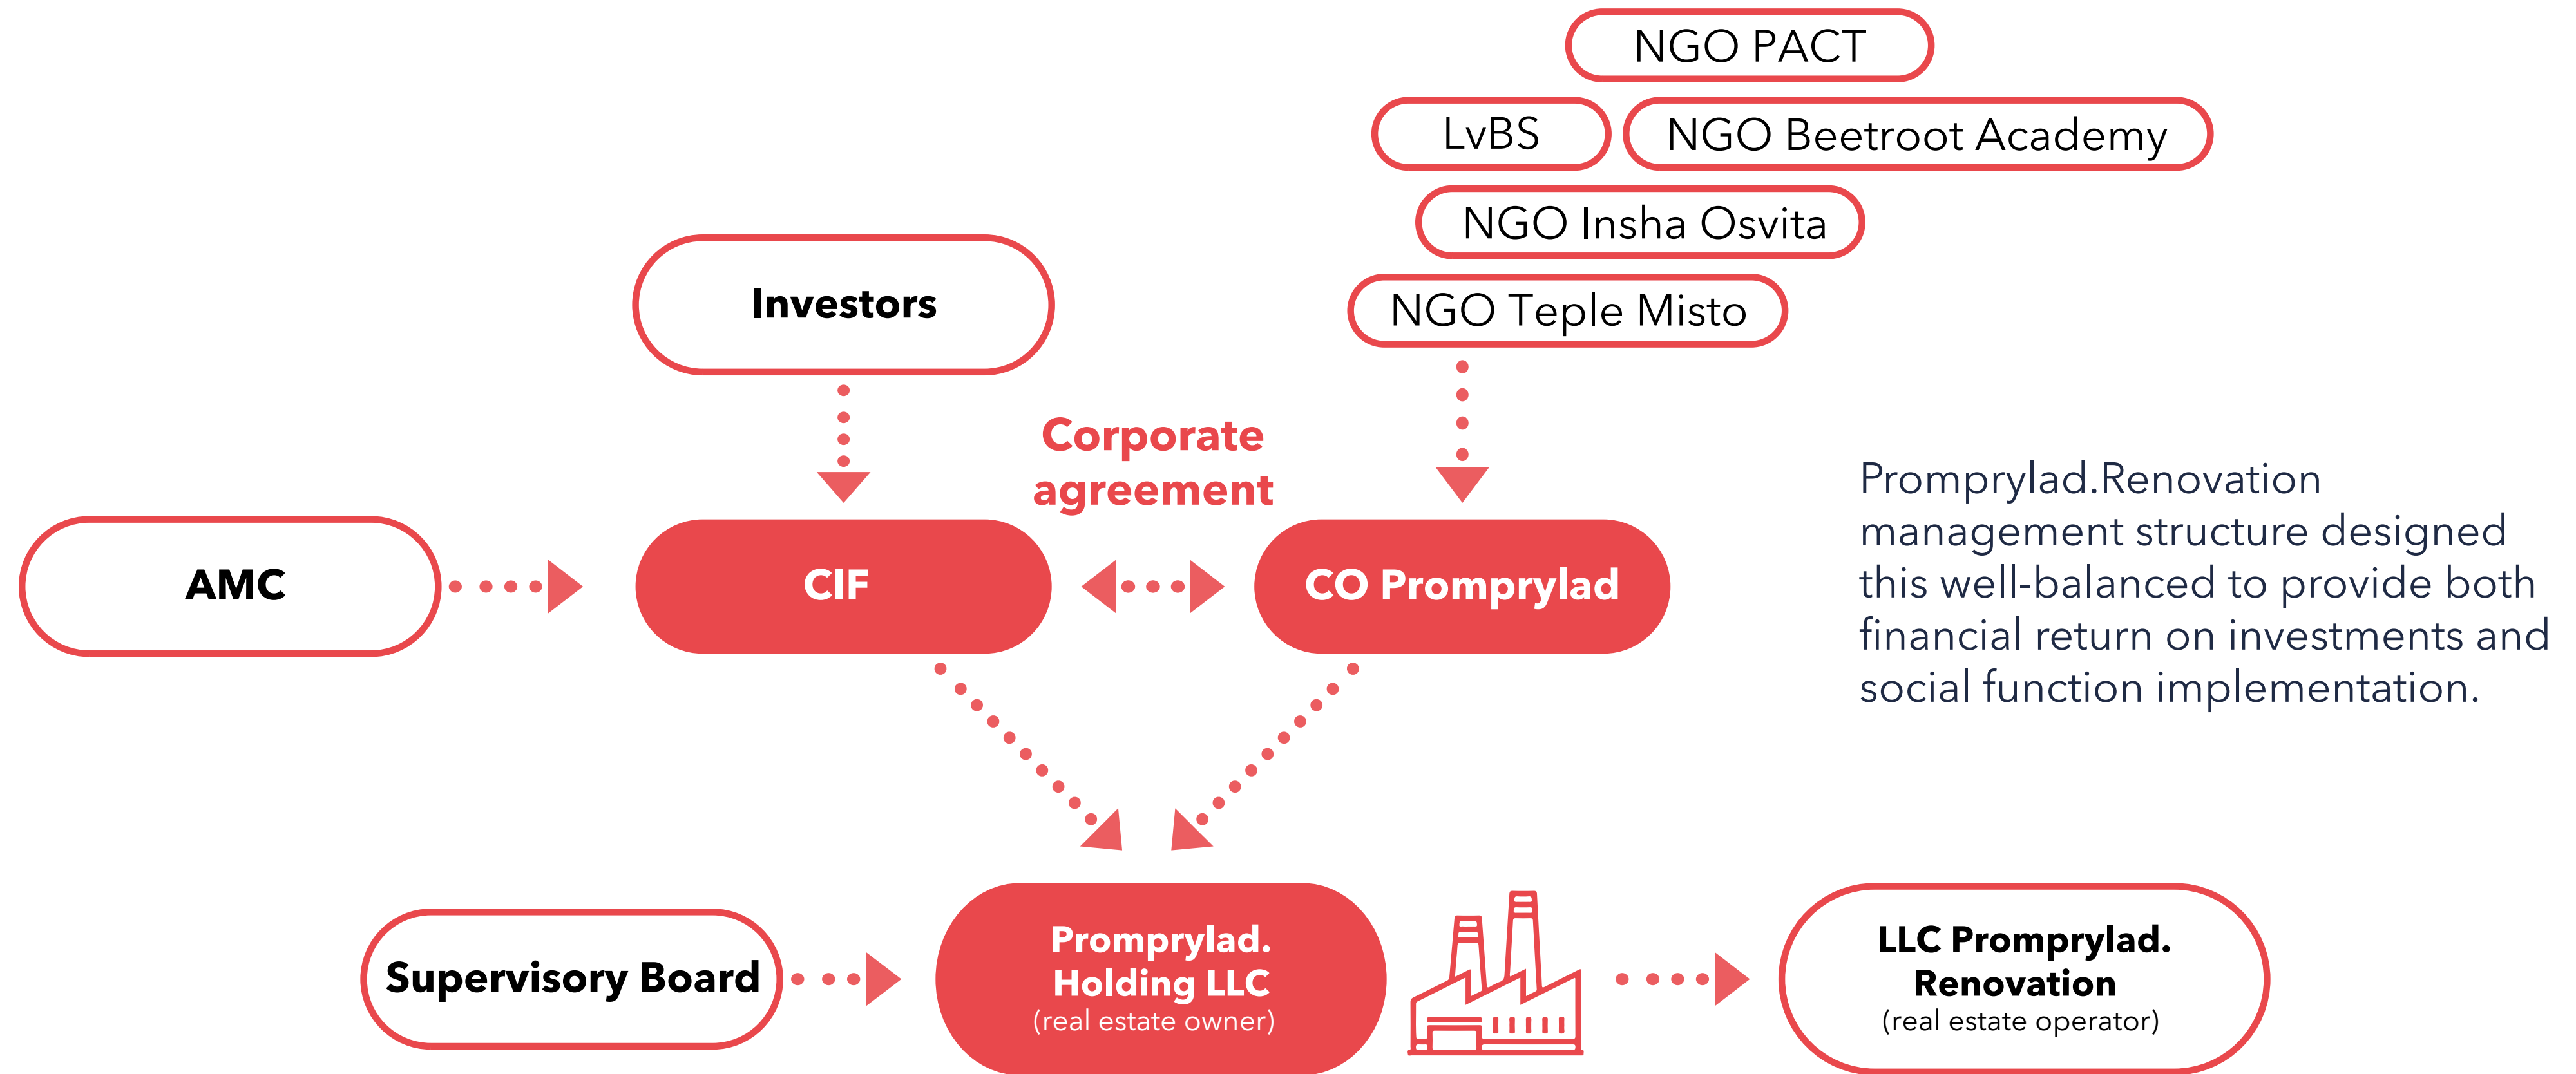 NGO PACT
LvBS
NGO Beetroot Academy
NGO Insha Osvita
NGO Teple Misto
Investors
Corporate
agreement
AMC
CIF
CO Promprylad
Promprylad.Renovation
management structure designed
this well-balanced to provide both
financial return on investments and
social function implementation.
Supervisory Board
Promprylad.
Holding LLC
(real estate owner)
LLC Promprylad.
Renovation
(real estate operator)